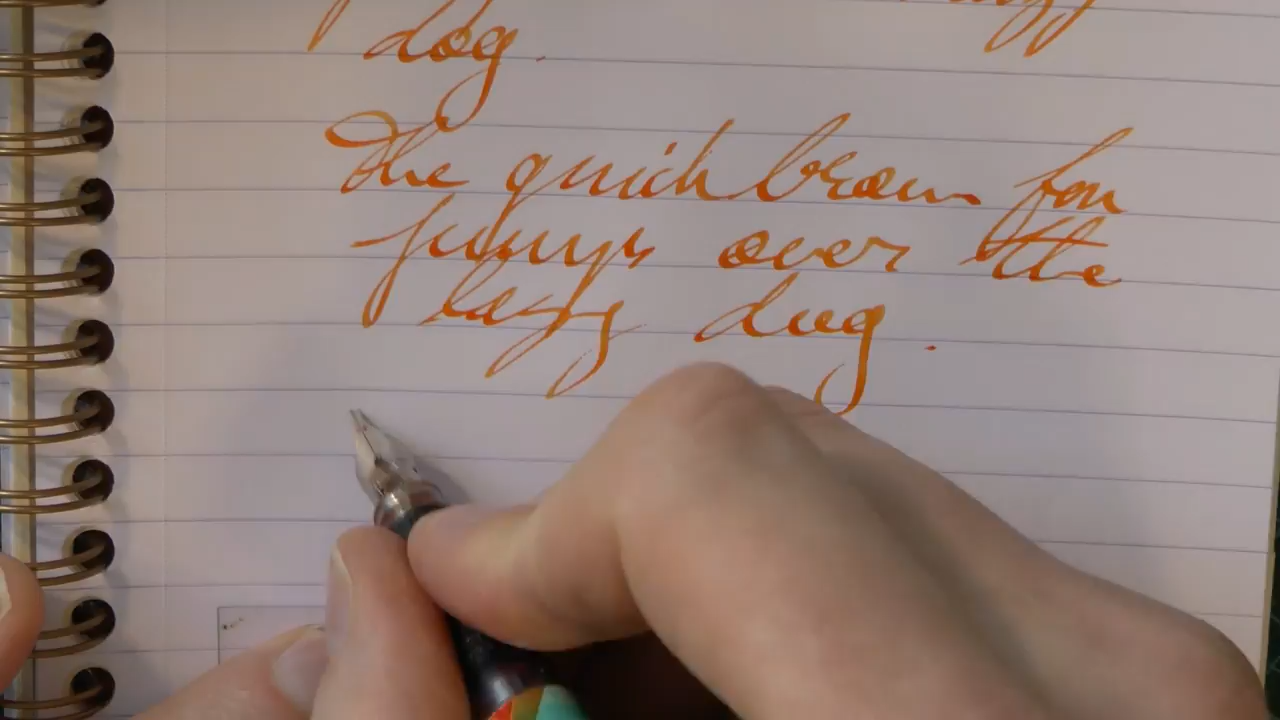 dog.
The quick brown fox
jumps over the
lazy dog.